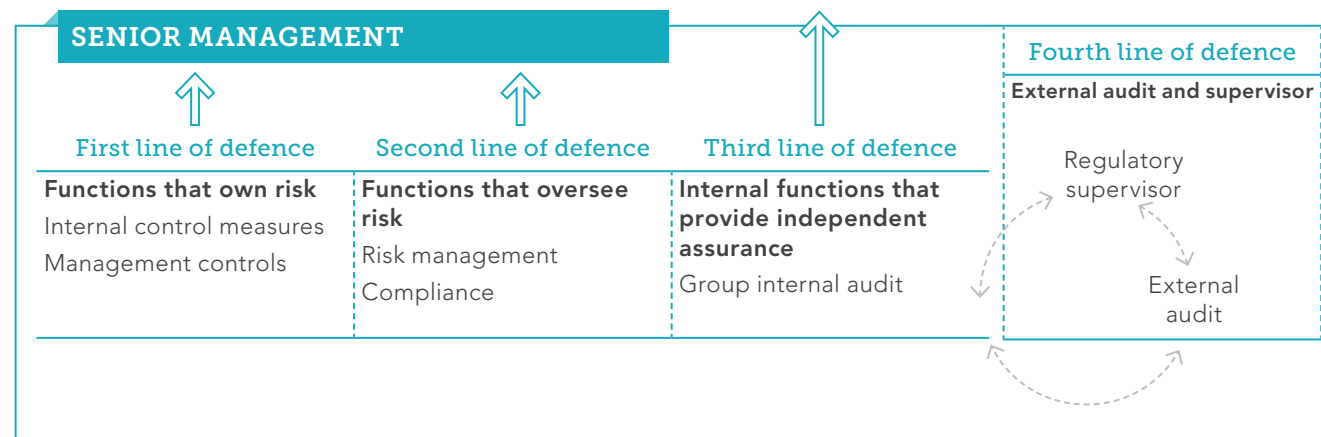 SENIOR MANAGEMENT
First line of defence
Functions that own risk
Internal control measures
Management controls
Second line of defence
Functions that oversee
risk
Risk management
Compliance
Third line of defence
Internal functions that
provide independent
assurance
Group internal audit
Fourth line of defence
External audit and supervisor
Regulatory
supervisor
External
audit